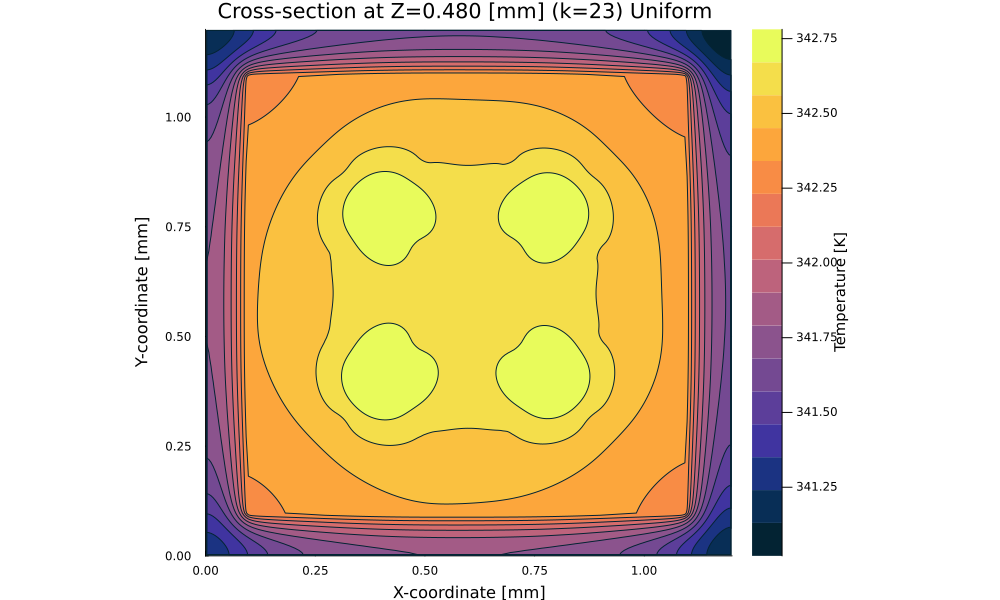 Cross-section at Z=0.480 [mm] (k=23) Uniform
Y-coordinate [mm]
1.00
0.75
0.50
0.25
0.00
0.00 0.25 0.50 0.75 1.00
X-coordinate [mm]
342.75
342.50
342.25
342.00
341.75
341.50
341.25
Temperature [K]